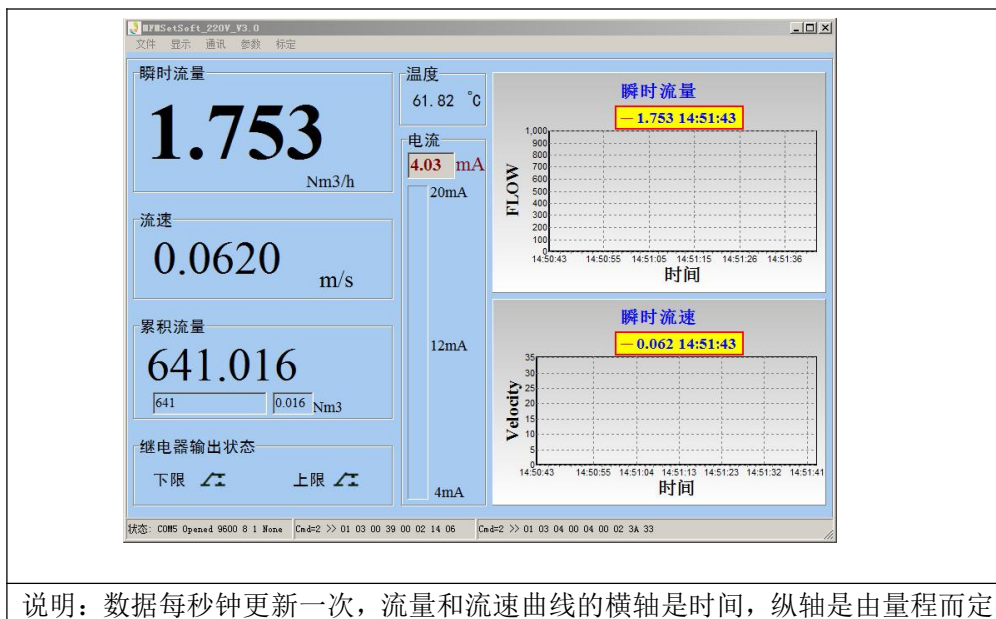 MFMSetSoft_220V_V3.0
文件 显示 通讯 参数 标定
瞬时流量
1.753
Nm3/h
流速
0.0620
m/s
累积流量
641.016
641 0.016 Nm3
继电器输出状态
下限 上限
温度
61.82 °C
电流
4.03 mA
20mA
12mA
4mA
瞬时流量
— 1.753 14:51:43
1,000
900
800
700
600
500
400
300
200
100
0
FLOW
14:50:43 14:50:55 14:51:05 14:51:15 14:51:26 14:51:36
时间
瞬时流速
— 0.062 14:51:43
35
30
25
20
15
10
5
0
Velocity
14:50:43 14:50:55 14:51:04 14:51:13 14:51:23 14:51:32 14:51:41
时间
状态: COM5 Opened 9600 8 1 None Cmd=2 >> 01 03 00 39 00 02 14 06 Cmd=2 >> 01 03 04 00 04 00 02 3A 33
说明：数据每秒钟更新一次，流量和流速曲线的横轴是时间，纵轴是由量程而定